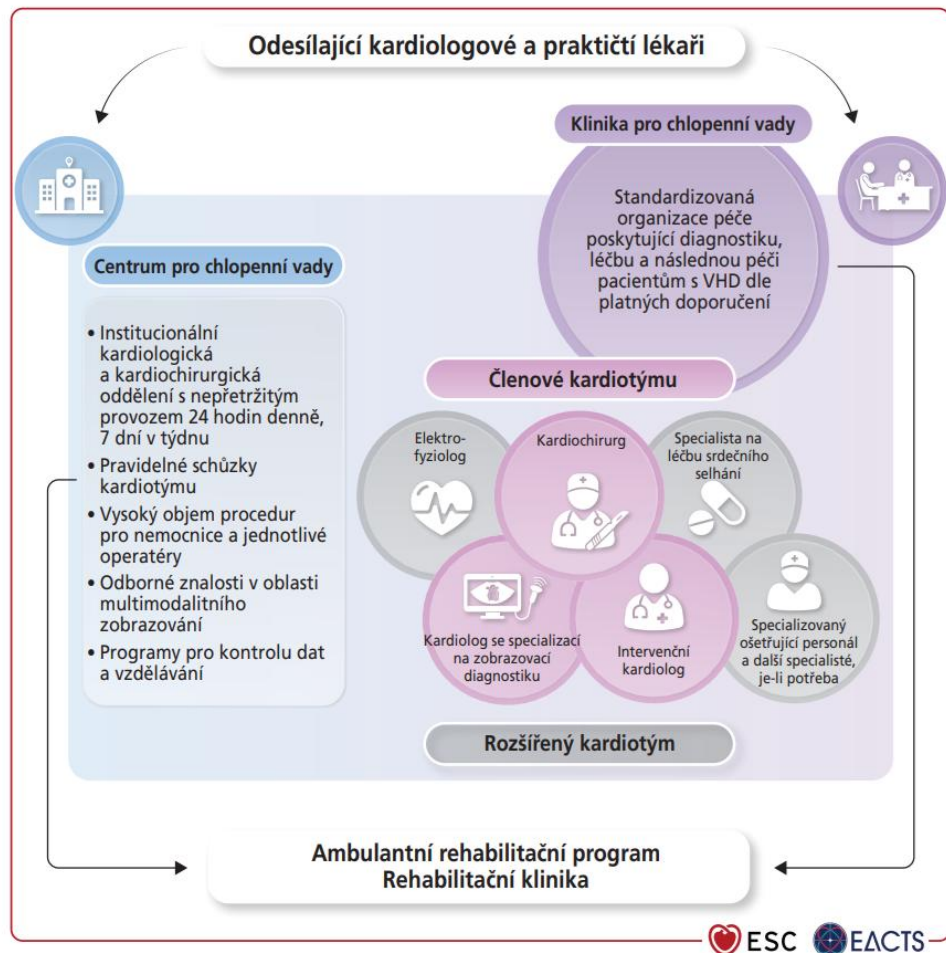 Odesílající kardiologové a praktičtí lékaři
Klinika pro chlopenní vady
Standardizovaná
organizace péče
poskytující diagnostiku,
léčbu a následnou péči
pacientům s VHD dle
platných doporučení
Centrum pro chlopenní vady
• Institucionální
kardiologická
a kardiochirurgická
oddělení s nepřetržitým
provozem 24 hodin denně,
7 dní v týdnu
• Pravidelné schůzky
kardiotýmu
• Vysoký objem procedur
pro nemocnice a jednotlivé
operatéry
• Odborné znalosti v oblasti
multimodalitního
zobrazování
• Programy pro kontrolu dat
a vzdělávání
Členové kardiotýmu
Elektro-
fyziolog
Kardiochirurg
Specialista na
léčbu srdečního
selhání
Kardiolog se specializací
na zobrazovací
diagnostiku
Intervenční
kardiolog
Specializovaný
ošetřující personál
a další specialisté,
je-li potřeba
Rozšířený kardiotým
Ambulantní rehabilitační program
Rehabilitační klinika
ESC EACTS